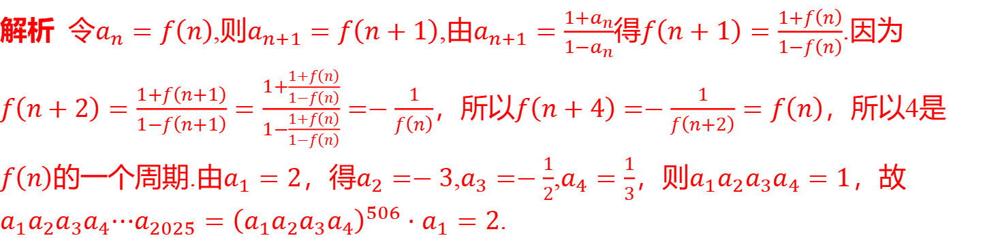 解析 令$a_n = f(n)$,则$a_{n+1} = f(n+1)$,由$a_{n+1} = \frac{1+a_n}{1-a_n}$得$f(n+1) = \frac{1+f(n)}{1-f(n)}$.因为
$f(n+2) = \frac{1+f(n+1)}{1-f(n+1)} = \frac{1+\frac{1+f(n)}{1-f(n)}}{1-\frac{1+f(n)}{1-f(n)}} = -\frac{1}{f(n)}$，所以$f(n+4) = -\frac{1}{f(n+2)} = f(n)$，所以4是
$f(n)$的一个周期.由$a_1 = 2$，得$a_2 = -3$,$a_3 = -\frac{1}{2}$,$a_4 = \frac{1}{3}$，则$a_1a_2a_3a_4 = 1$，故
$a_1a_2a_3a_4 \cdots a_{2025} = (a_1a_2a_3a_4)^{506} \cdot a_1 = 2$.